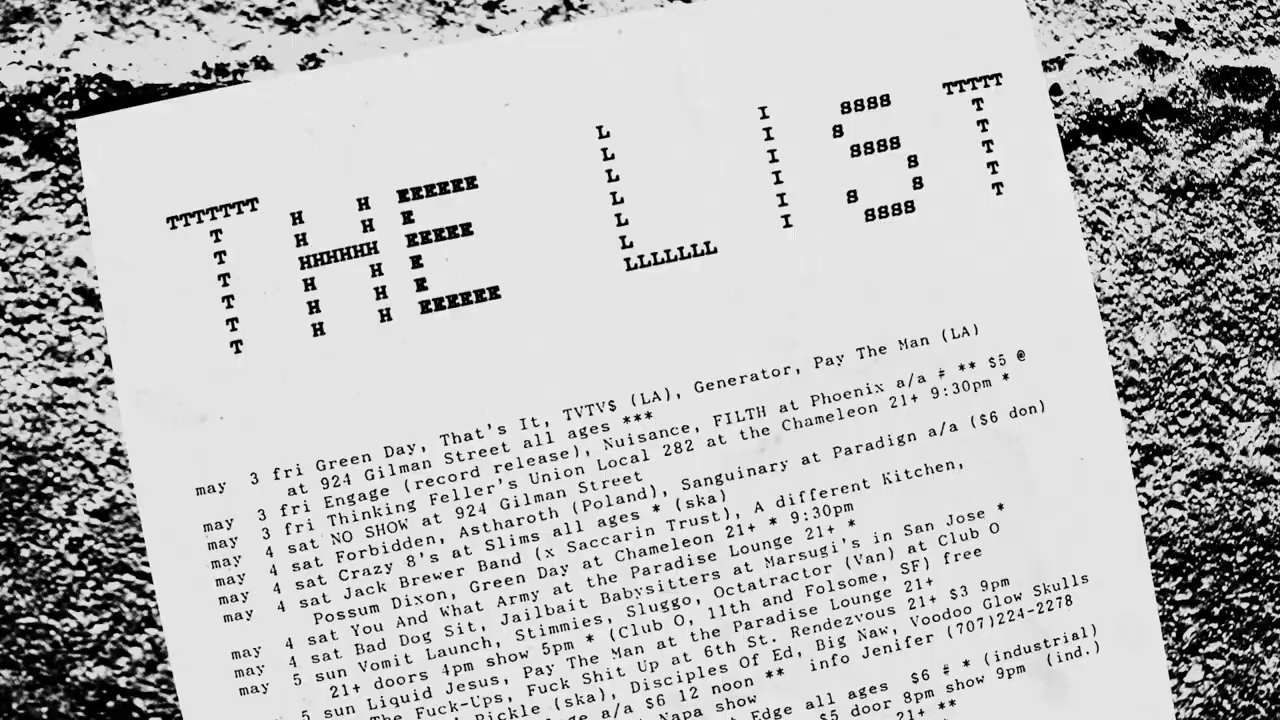 THE LIST
may 3 fri Green Day, That's It, TVTV$ (LA), Generator, Pay The Man (LA)
at 924 Gilman Street all ages ***
may 3 fri Engage (record release), Nuisance, FILTH at Phoenix a/a # ** $5 @
may 3 fri Thinking Feller's Union Local 282 at the Chameleon 21+ 9:30pm *
may 4 sat NO SHOW at 924 Gilman Street
may 4 sat Forbidden, Astharoth (Poland), Sanguinary at Paradign a/a ($6 don)
may 4 sat Crazy 8's at Slims all ages * (ska)
may 4 sat Jack Brewer Band (x Saccarin Trust), A different Kitchen,
Possum Dixon, Green Day at Chameleon 21+ * 9:30pm
may 4 sat You And What Army at the Paradise Lounge 21+ *
may 4 sat Bad Dog Sit, Jailbait Babysitters at Marsugi's in San Jose *
may 5 sun Vomit Launch, Stimmies, Sluggo, Octatractor (Van) at Club O
21+ doors 4pm show 5pm * (Club O, 11th and Folsome, SF) free
5 sun Liquid Jesus, Pay The Man at the Paradise Lounge 21+
The Fuck-Ups, Fuck Shit Up at 6th St. Rendezvous 21+ $3 9pm
Pickle (ska), Disciples Of Ed, Big Naw, Voodoo Glow Skulls
a/a $6 12 noon ** info Jenifer (707)224-2278
Napa show
Edge all ages $6 # * (industrial)
$5 door 8pm show 9pm (ind.)
21+ **